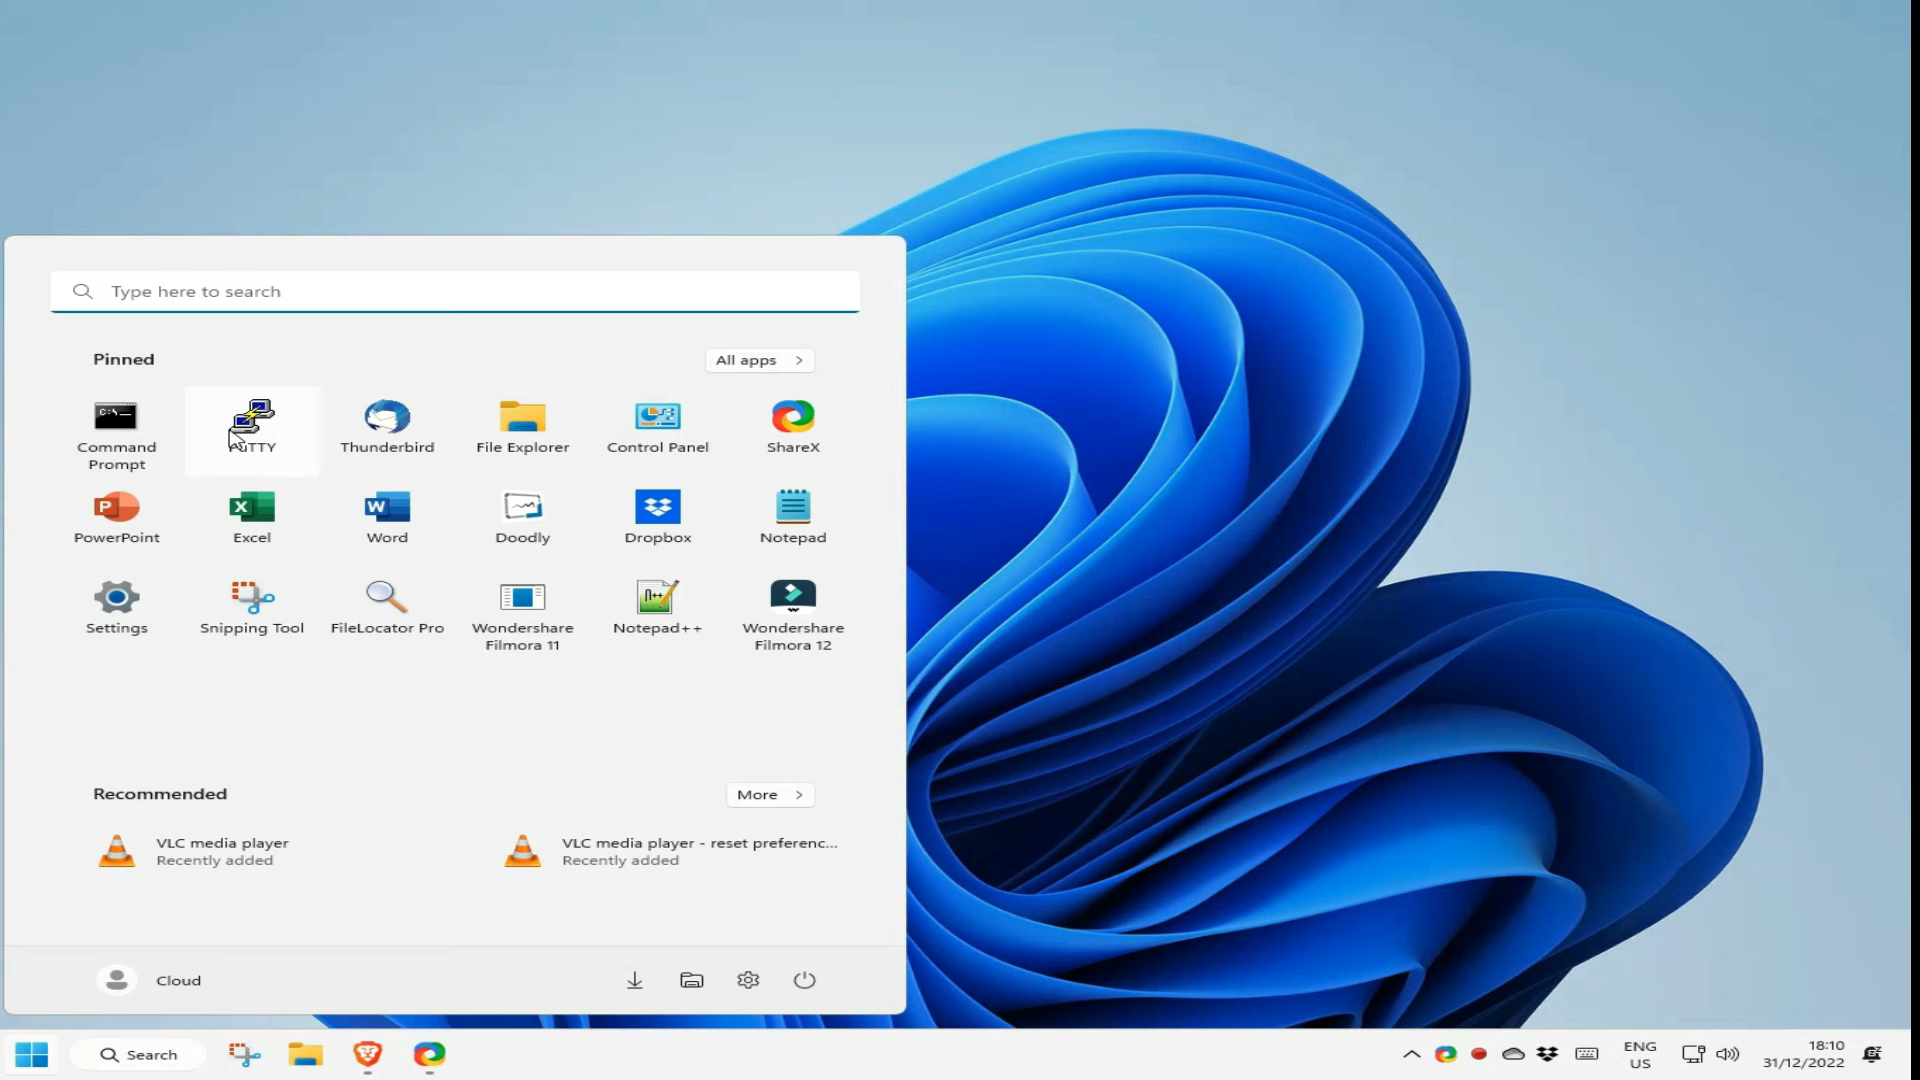 Type here to search
Pinned
All apps
Command Prompt
PuTTY
Thunderbird
File Explorer
Control Panel
ShareX
PowerPoint
Excel
Word
Doodly
Dropbox
Notepad
Settings
Snipping Tool
FileLocator Pro
Wondershare
Filmora 11
Notepad++
Wondershare
Filmora 12
Recommended
More
VLC media player
Recently added
VLC media player - reset preferenc...
Recently added
Cloud
Search
ENG
US
18:10
31/12/2022